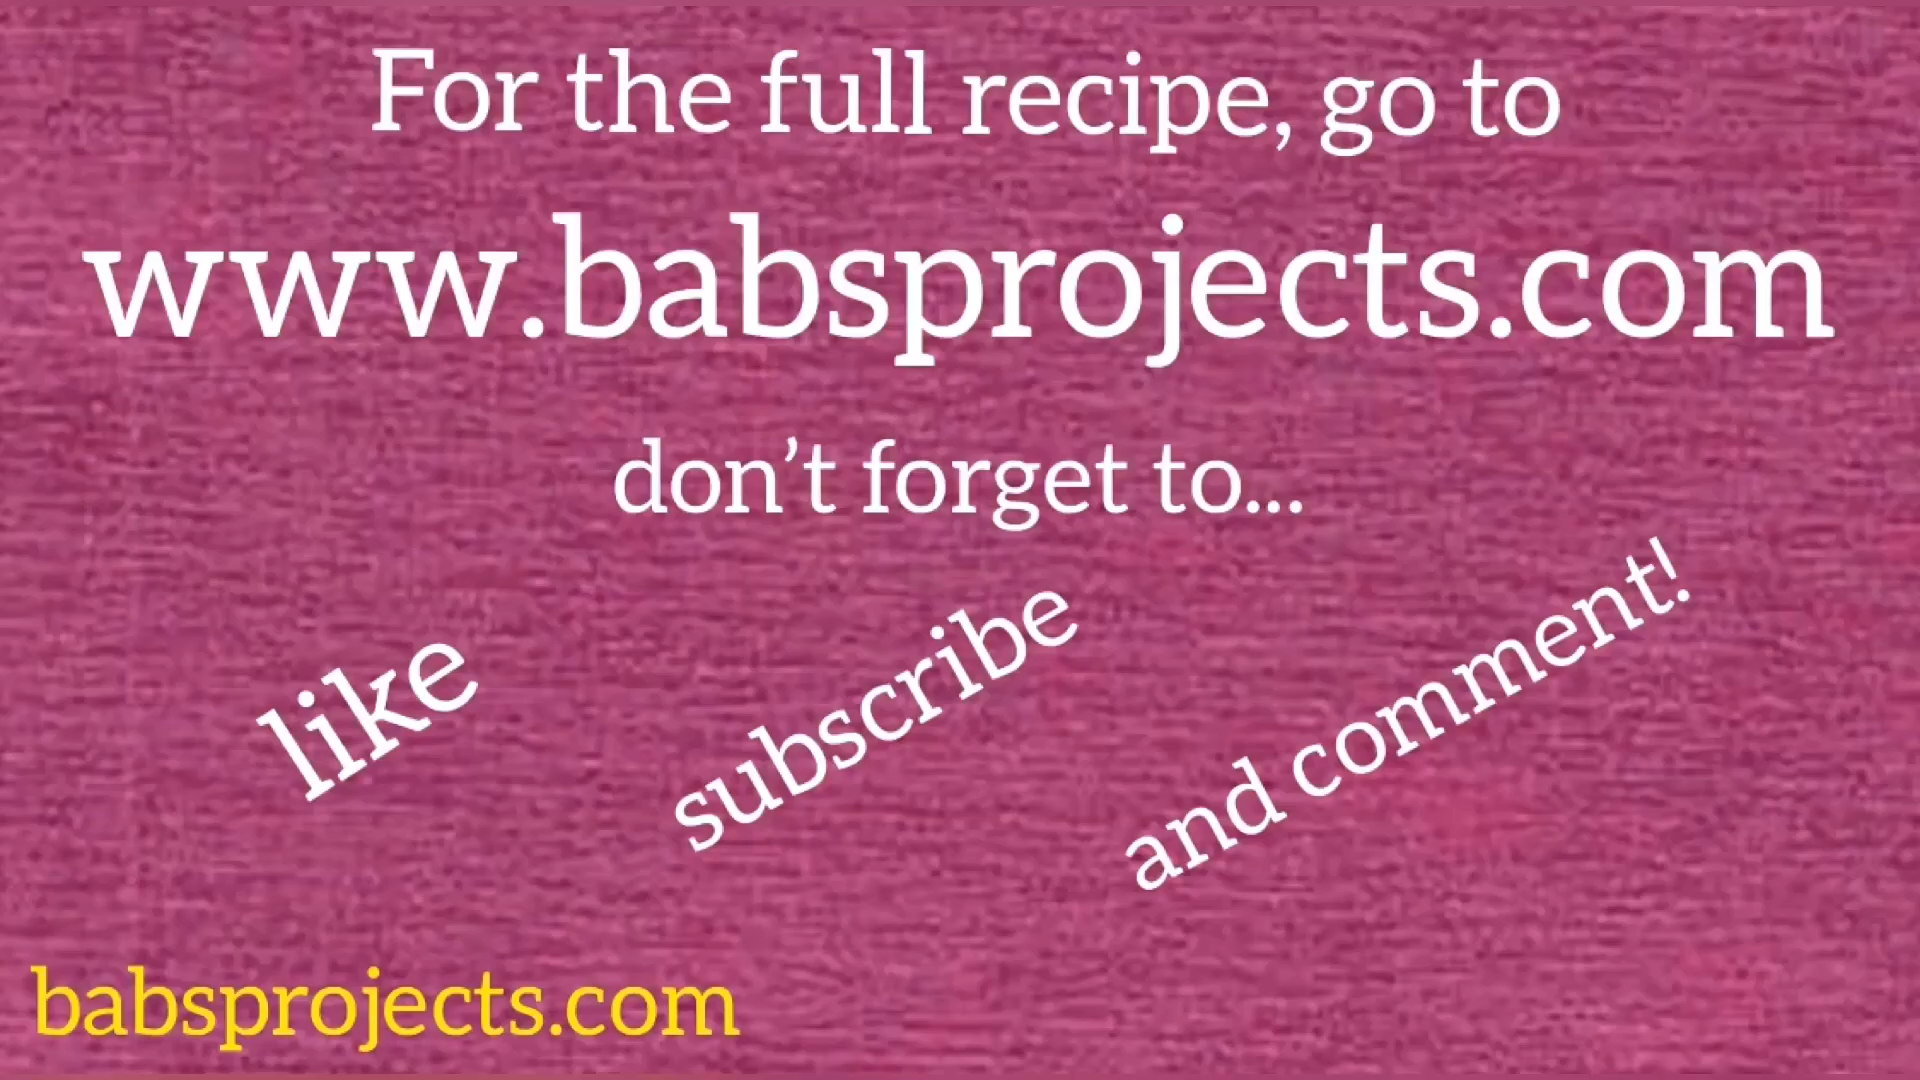 For the full recipe, go to
www.babsprojects.com
don’t forget to...
like
subscribe
and comment!
babsprojects.com